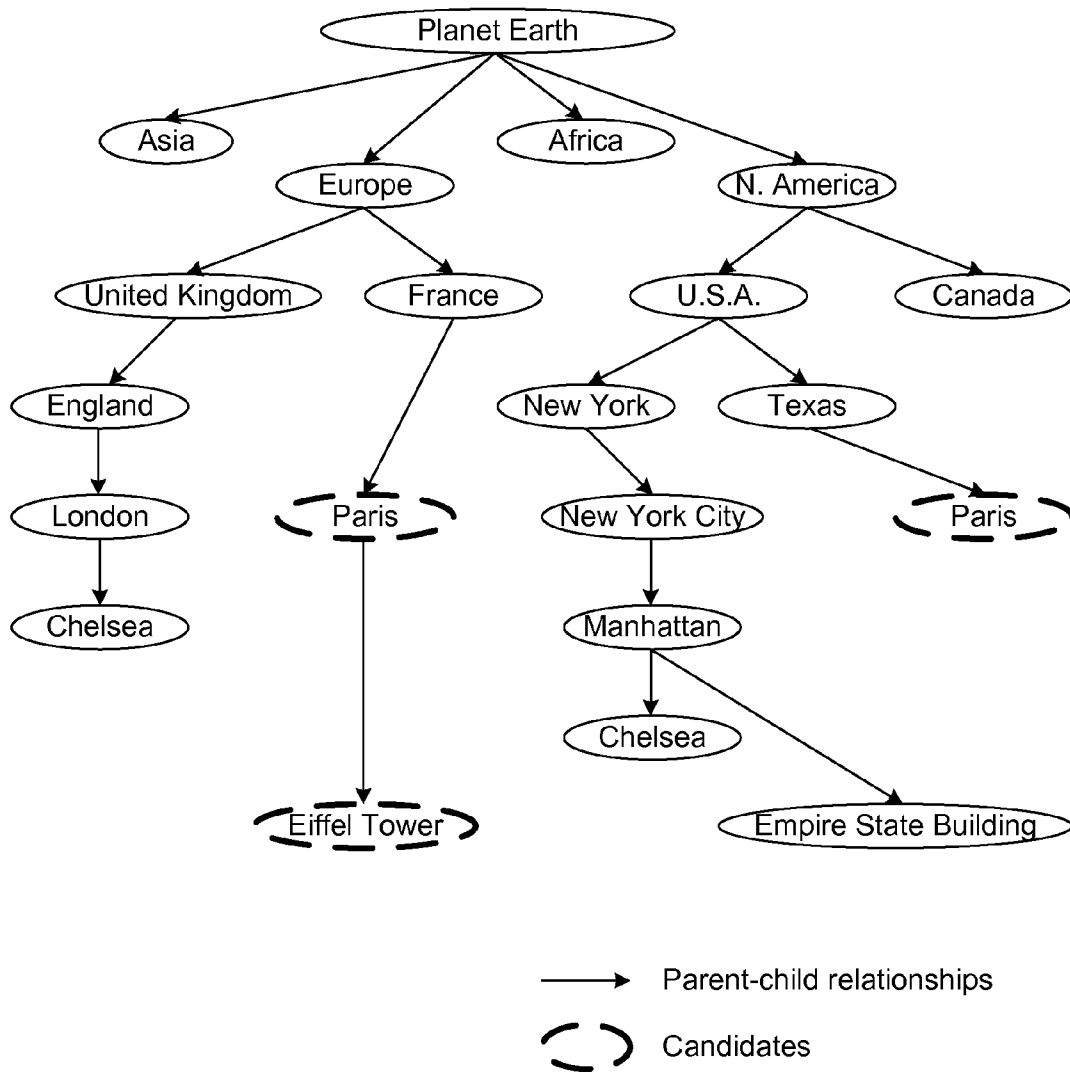 Planet Earth
Asia
Africa
Europe
N. America
United Kingdom
France
U.S.A.
Canada
England
New York
Texas
London
Paris
New York City
Paris
Chelsea
Manhattan
Chelsea
Eiffel Tower
Empire State Building
Parent-child relationships
Candidates